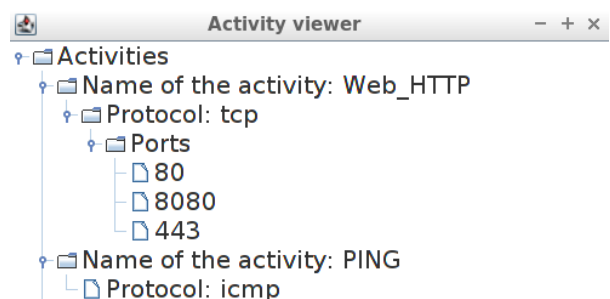 Activity viewer
Activities
Name of the activity: Web_HTTP
Protocol: tcp
Ports
80
8080
443
Name of the activity: PING
Protocol: icmp